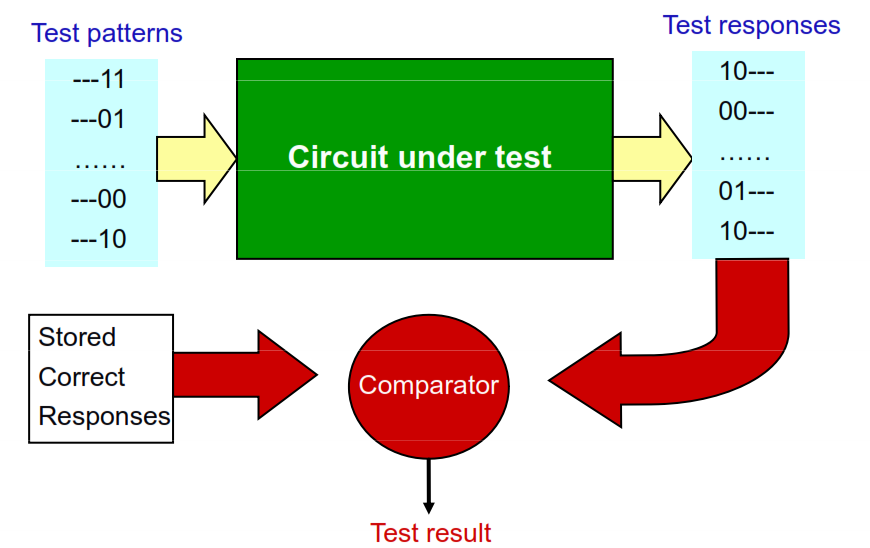 Test patterns
---11
---01
......
---00
---10
Circuit under test
Test responses
10---
00---
......
01---
10---
Stored
Correct
Responses
Comparator
Test result